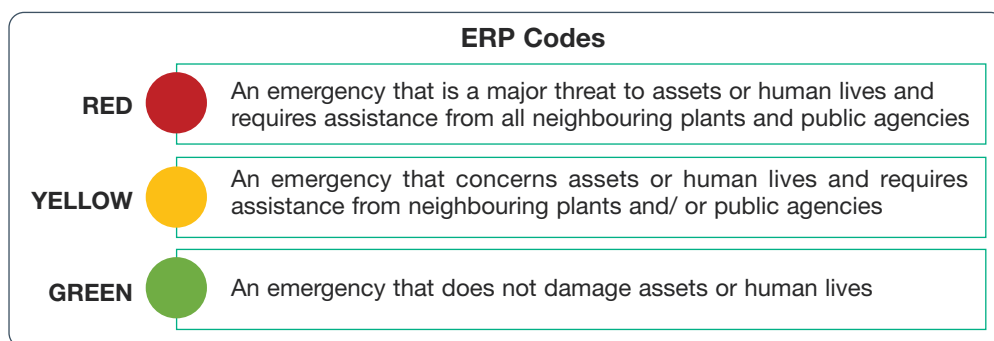 ERP Codes
RED
An emergency that is a major threat to assets or human lives and
requires assistance from all neighbouring plants and public agencies
YELLOW
An emergency that concerns assets or human lives and requires
assistance from neighbouring plants and/ or public agencies
GREEN
An emergency that does not damage assets or human lives